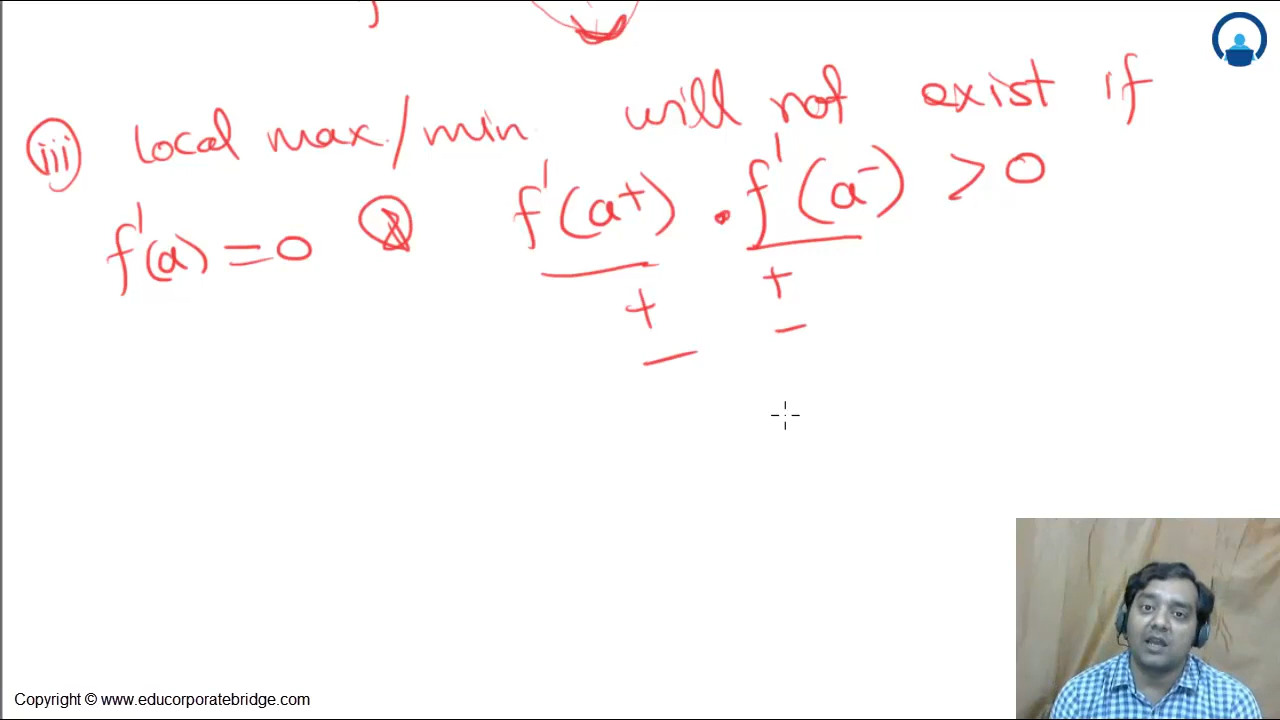 (iii) Local max/min will not exist if
f'(a) = 0 & f'(a+) . f'(a-) > 0
+ +
- -
Copyright © www.educorporatebridge.com